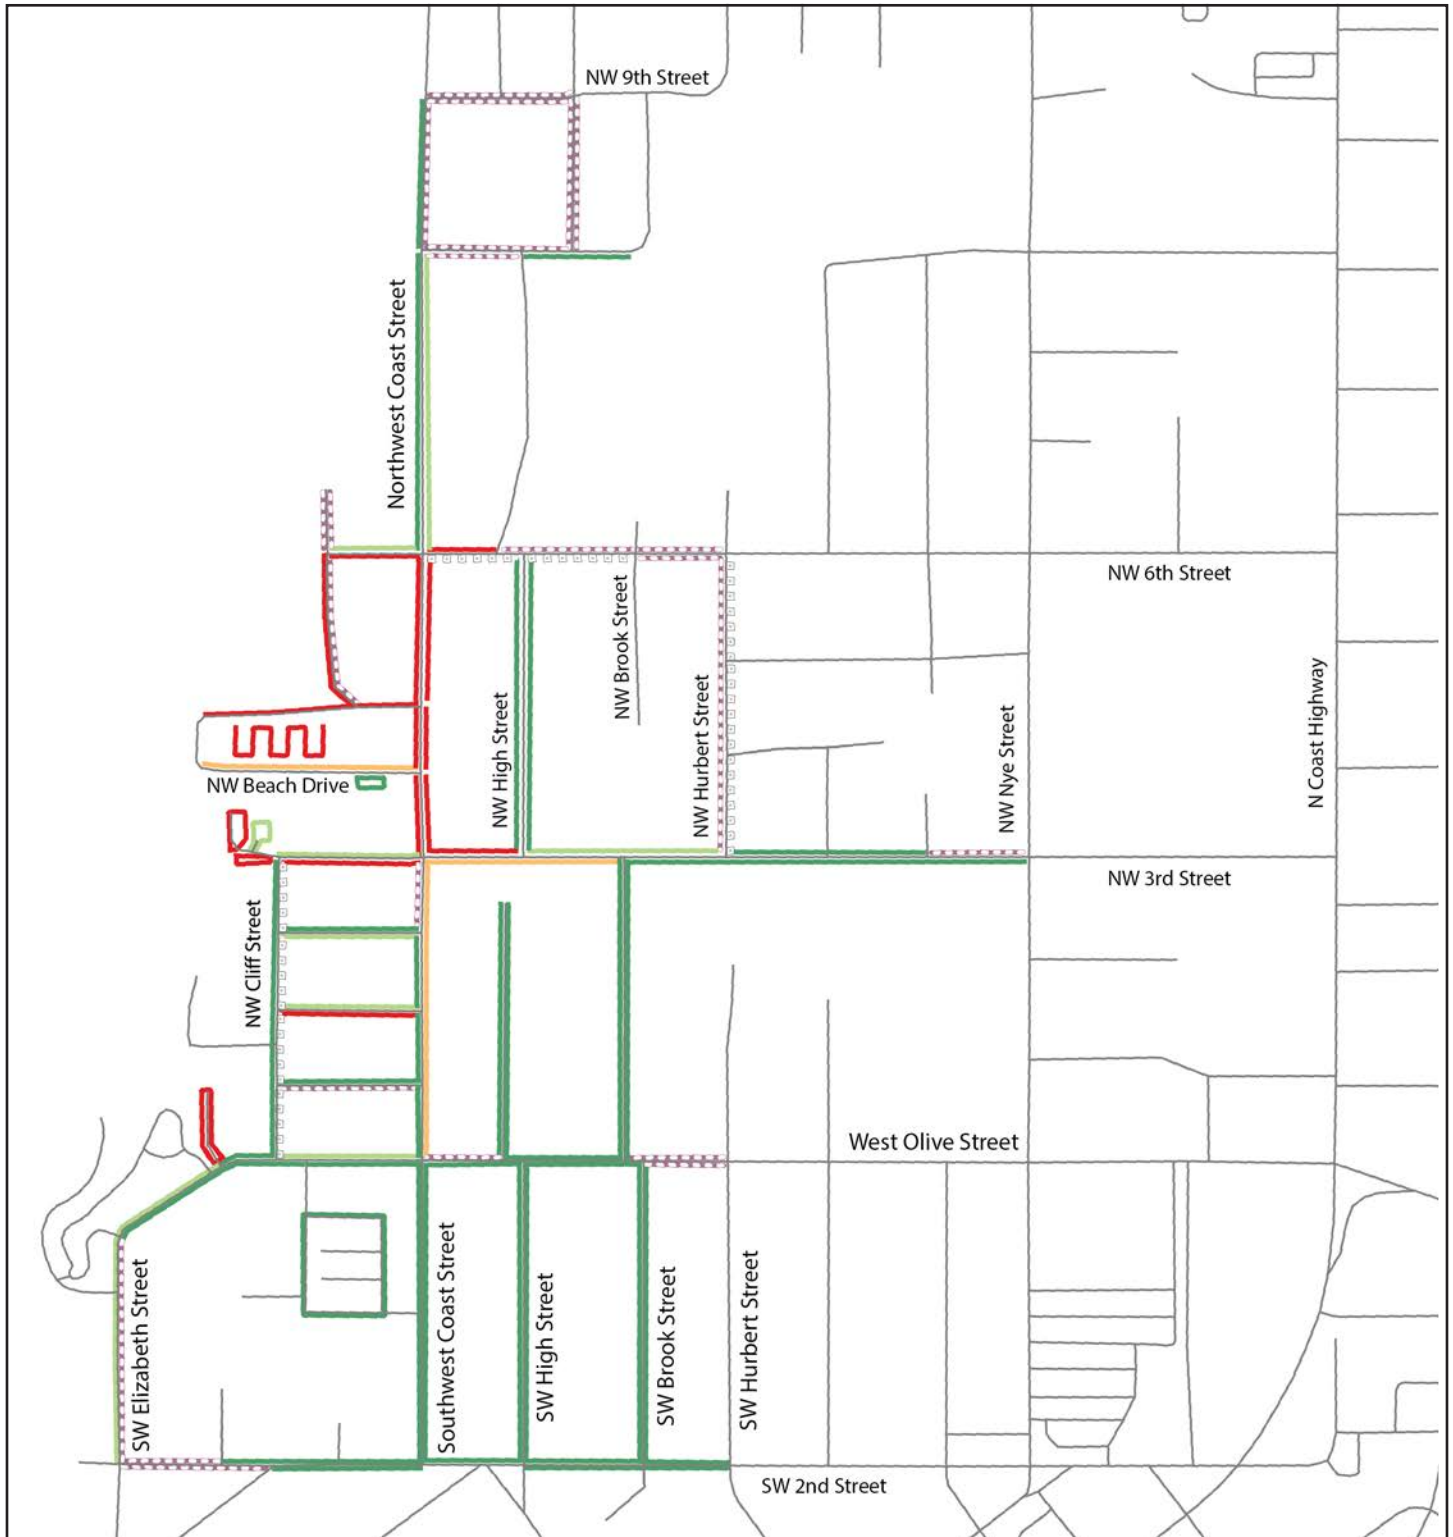 NW 9th Street
Northwest Coast Street
NW 6th Street
NW Brook Street
NW High Street
NW Hurbert Street
NW Nye Street
N Coast Highway
NW Beach Drive
NW 3rd Street
NW Cliff Street
West Olive Street
SW Elizabeth Street
Southwest Coast Street
SW High Street
SW Brook Street
SW Hurbert Street
SW 2nd Street